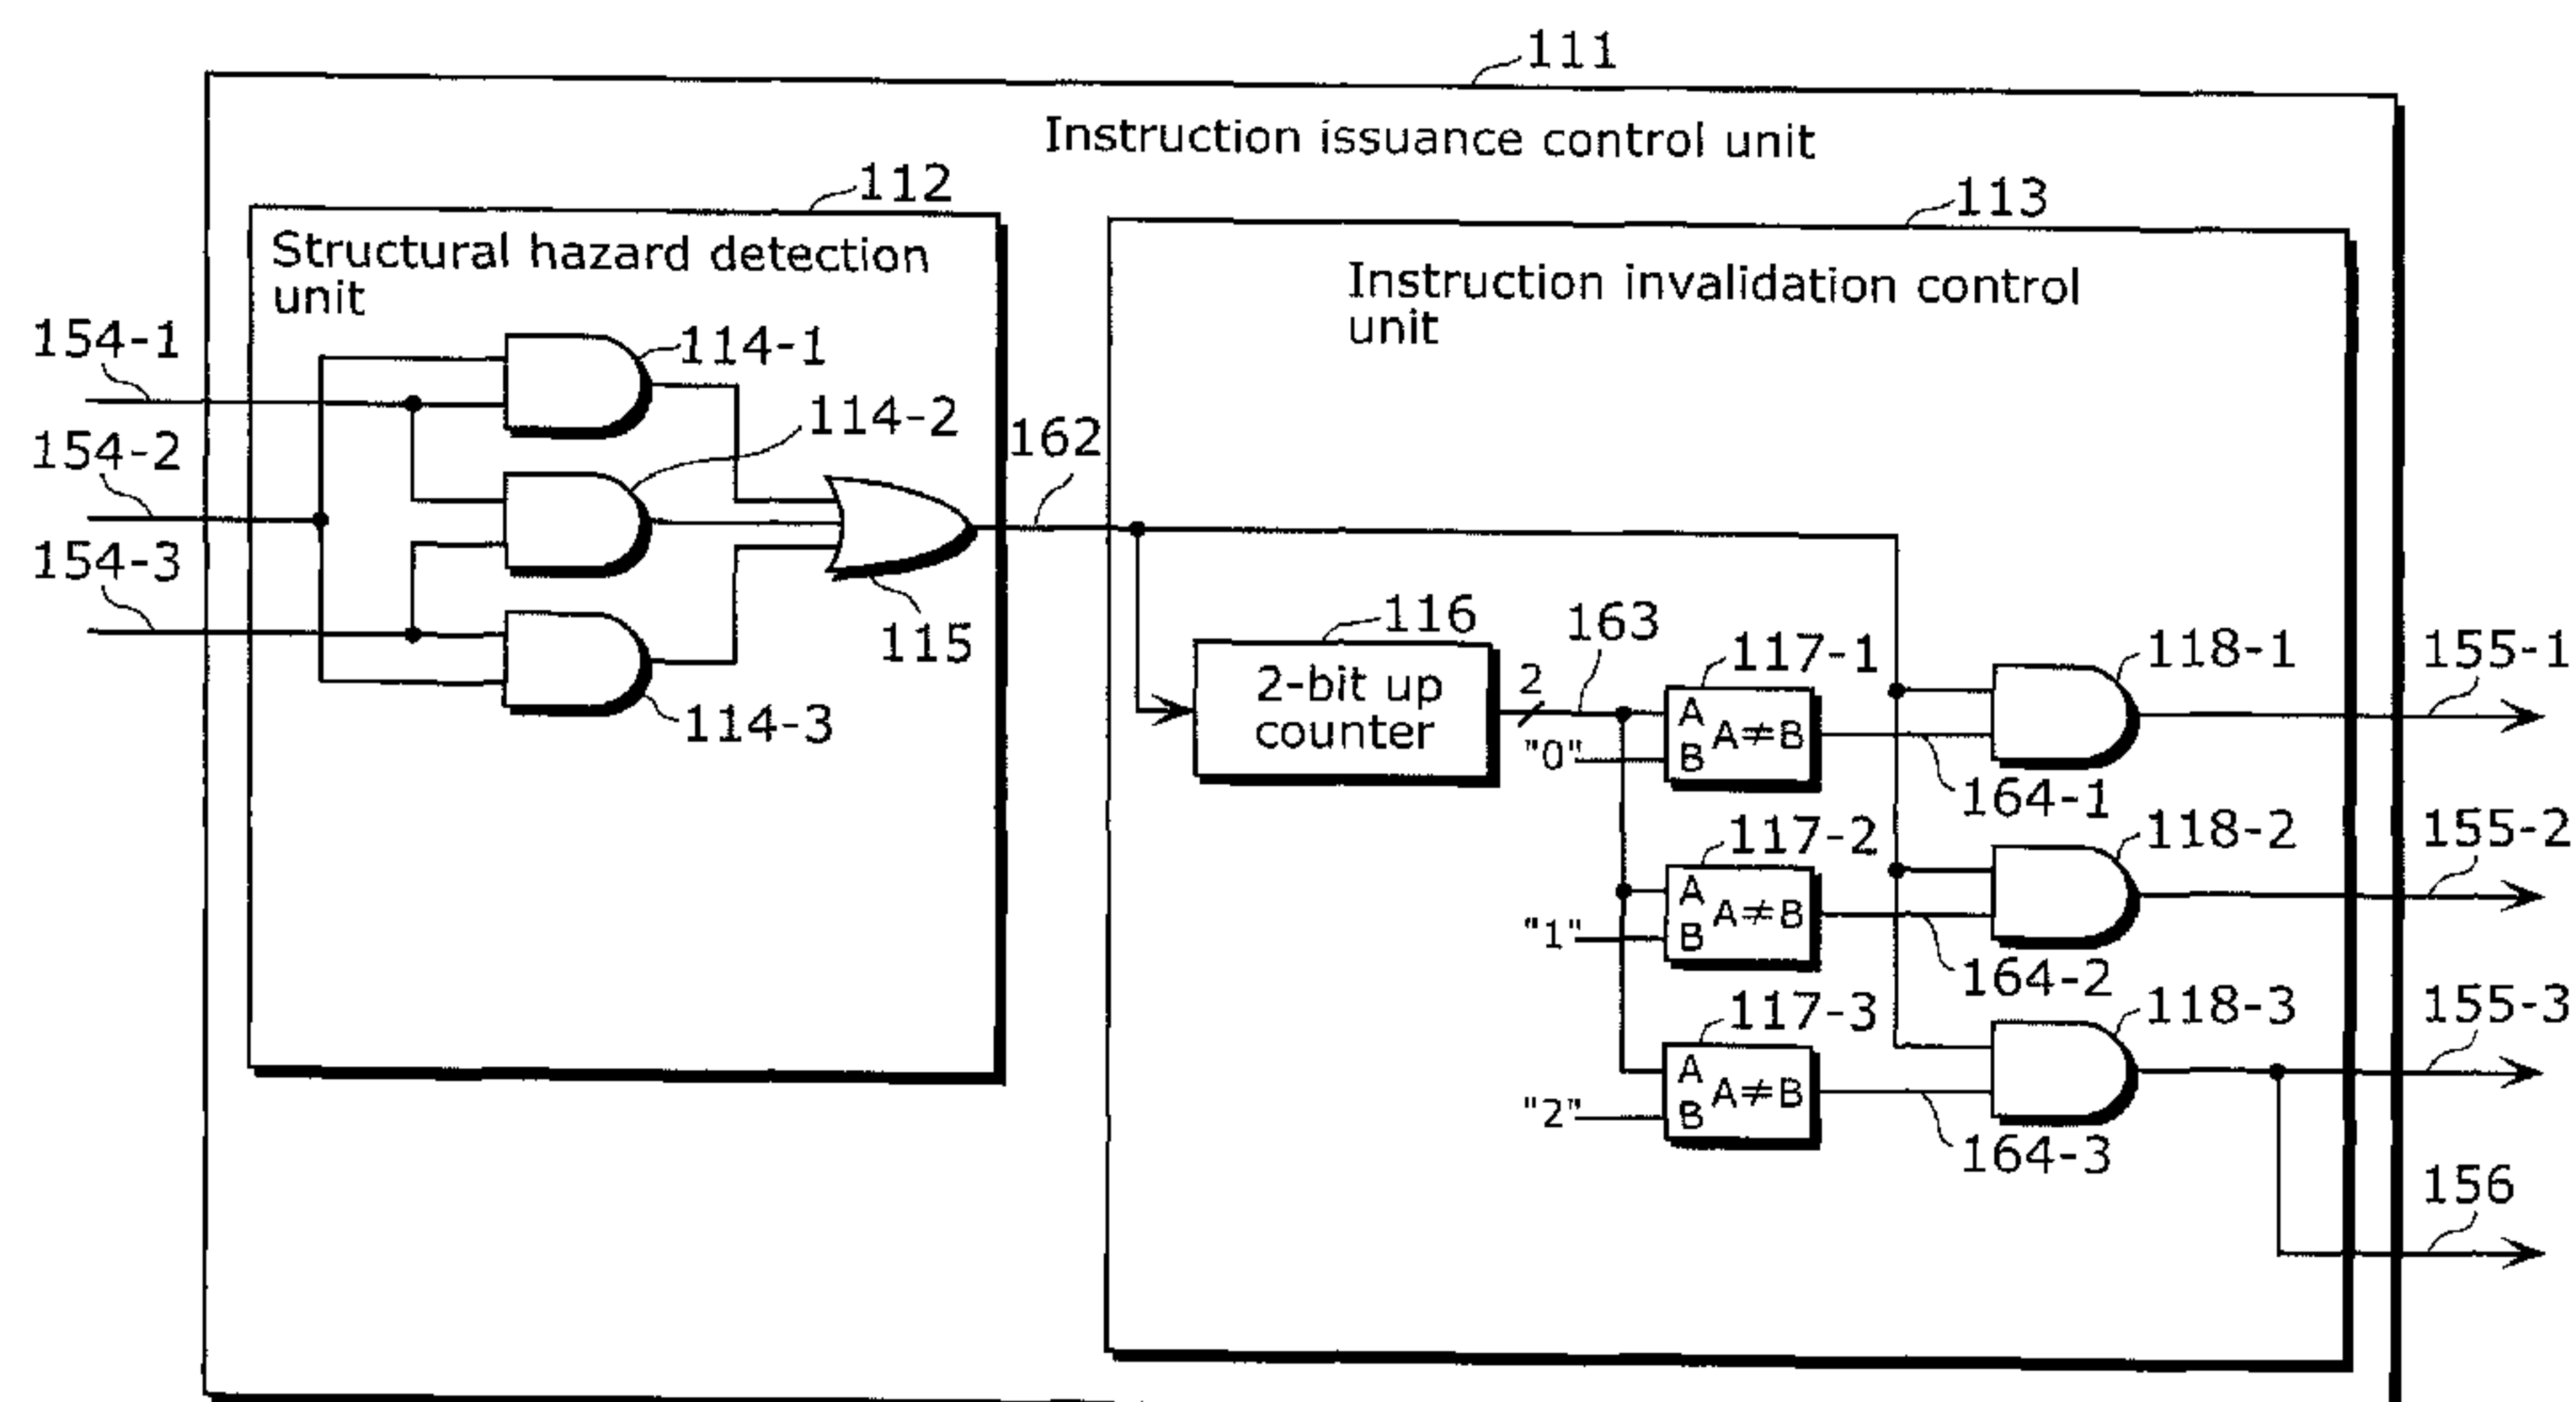 111
Instruction issuance control unit
112
113
Structural hazard detection
unit
Instruction invalidation control
unit
154-1
114-1
114-2
154-2
162
154-3
115
114-3
116
163
2-bit up
counter
2
117-1
118-1
155-1
A
A≠B
"0"
B
164-1
117-2
118-2
155-2
A
A≠B
"1"
B
164-2
117-3
118-3
155-3
A
A≠B
"2"
B
164-3
156